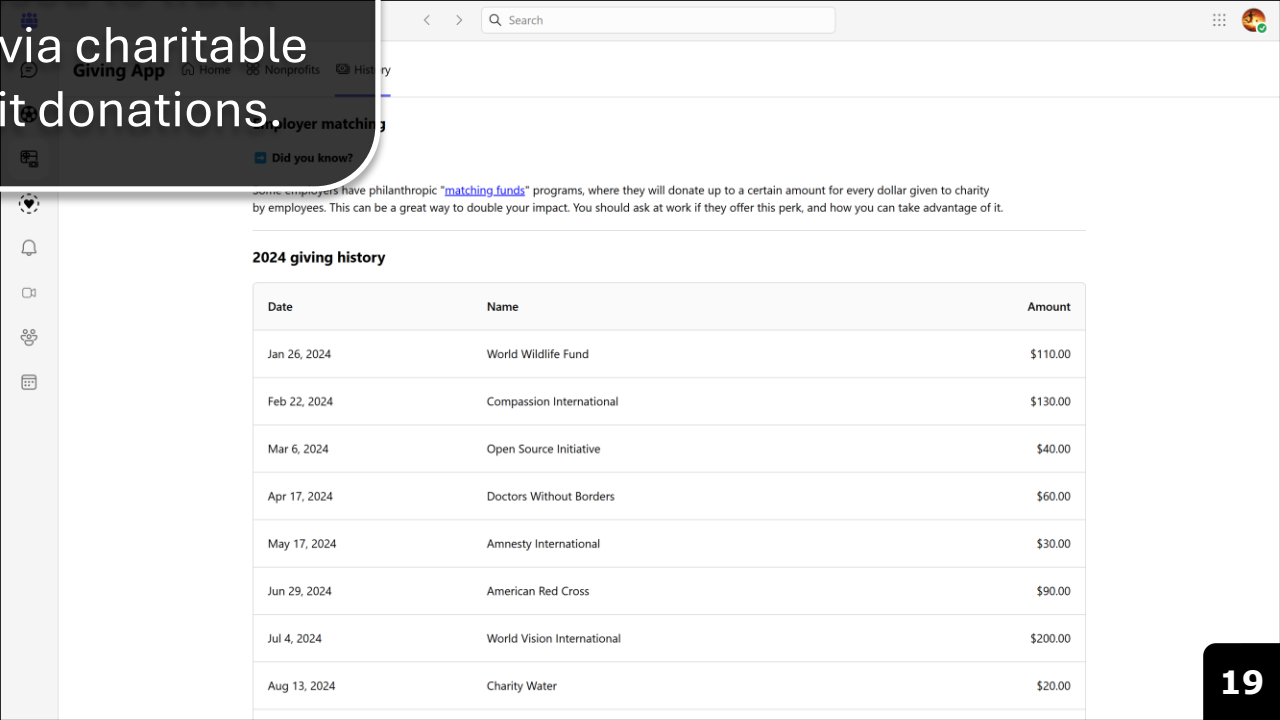 via charitable
it donations.
Search
Giving App Home Nonprofits History
Employer matching
Did you know?
Some employers have philanthropic "matching funds" programs, where they will donate up to a certain amount for every dollar given to charity
by employees. This can be a great way to double your impact. You should ask at work if they offer this perk, and how you can take advantage of it.
2024 giving history
Date Name Amount
Jan 26, 2024 World Wildlife Fund $110.00
Feb 22, 2024 Compassion International $130.00
Mar 6, 2024 Open Source Initiative $40.00
Apr 17, 2024 Doctors Without Borders $60.00
May 17, 2024 Amnesty International $30.00
Jun 29, 2024 American Red Cross $90.00
Jul 4, 2024 World Vision International $200.00
Aug 13, 2024 Charity Water $20.00
19